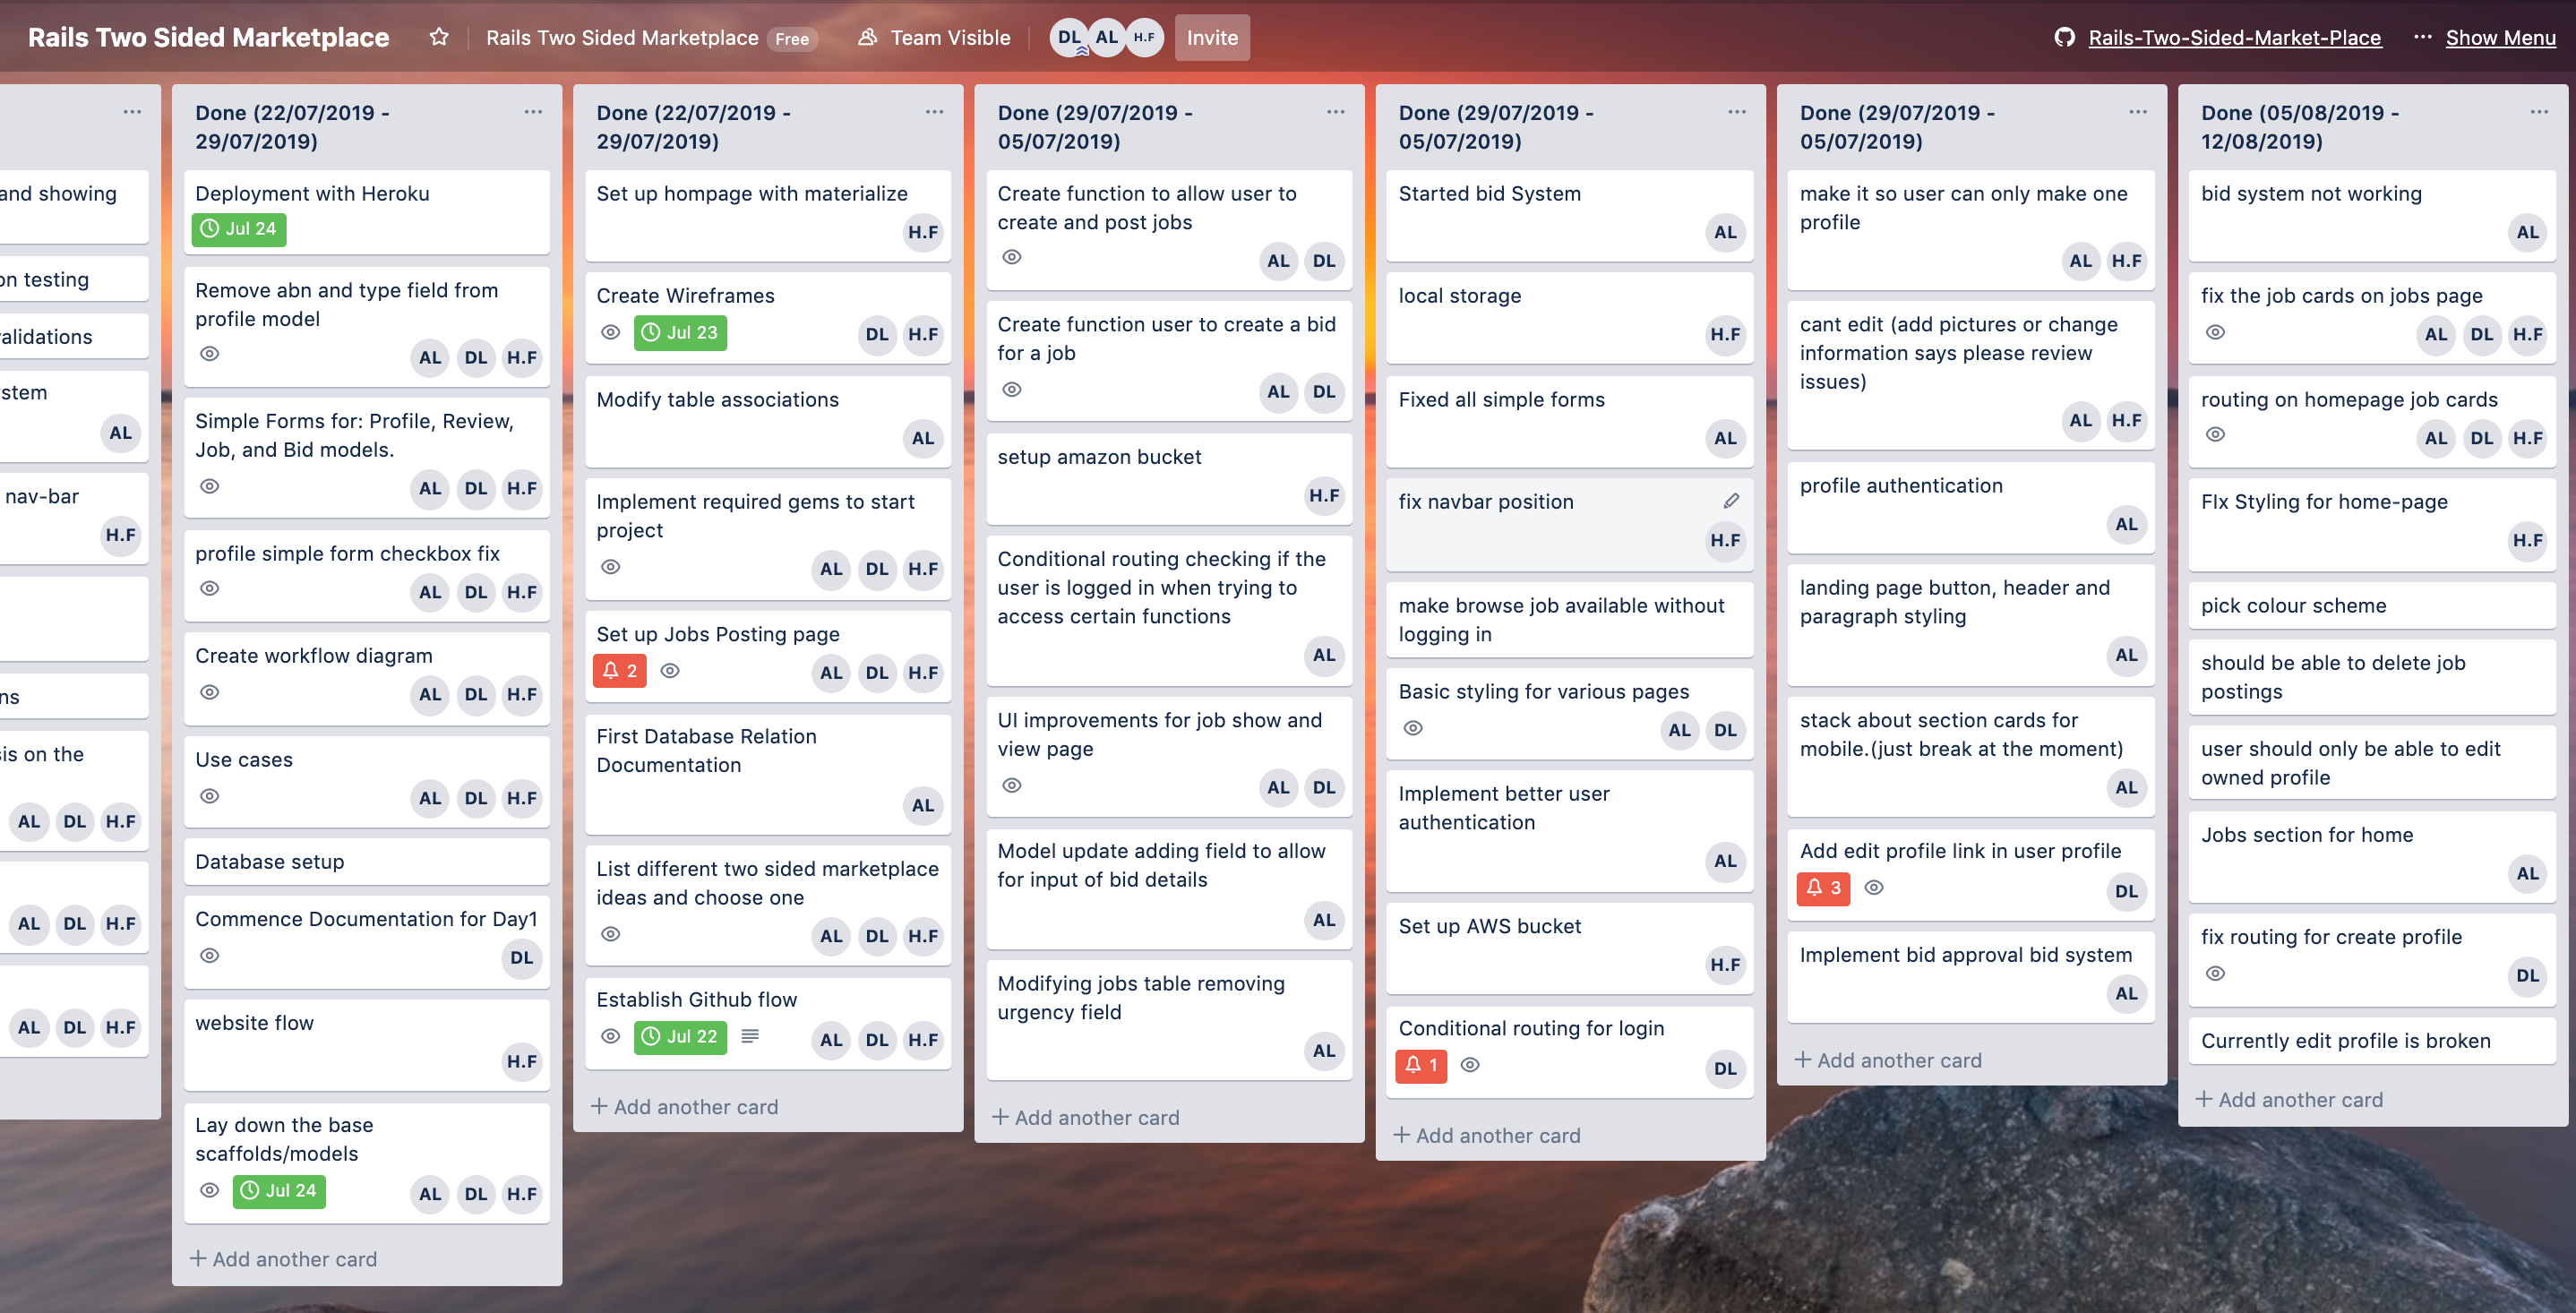 Rails Two Sided Marketplace
Rails Two Sided Marketplace Free
Team Visible
DL AL H.F
Invite
Rails-Two-Sided-Market-Place
Show Menu
and showing
on testing
alidations
stem
AL
nav-bar
H.F
ns
sis on the
AL DL H.F
AL DL H.F
AL DL H.F
Done (22/07/2019 -
29/07/2019)
Deployment with Heroku
Jul 24
Remove abn and type field from
profile model
AL DL H.F
Simple Forms for: Profile, Review,
Job, and Bid models.
AL DL H.F
profile simple form checkbox fix
AL DL H.F
Create workflow diagram
AL DL H.F
Use cases
AL DL H.F
Database setup
Commence Documentation for Day1
DL
website flow
H.F
Lay down the base
scaffolds/models
Jul 24 AL DL H.F
+ Add another card
Done (22/07/2019 -
29/07/2019)
Set up hompage with materialize
H.F
Create Wireframes
Jul 23 DL H.F
Modify table associations
AL
Implement required gems to start
project
AL DL H.F
Set up Jobs Posting page
2 AL DL H.F
First Database Relation
Documentation
AL
List different two sided marketplace
ideas and choose one
AL DL H.F
Establish Github flow
Jul 22 AL DL H.F
+ Add another card
Done (29/07/2019 -
05/07/2019)
Create function to allow user to
create and post jobs
AL DL
Create function user to create a bid
for a job
AL DL
setup amazon bucket
H.F
Conditional routing checking if the
user is logged in when trying to
access certain functions
AL
UI improvements for job show and
view page
AL DL
Model update adding field to allow
for input of bid details
AL
Modifying jobs table removing
urgency field
AL
+ Add another card
Done (29/07/2019 -
05/07/2019)
Started bid System
AL
local storage
H.F
Fixed all simple forms
AL
fix navbar position
H.F
make browse job available without
logging in
Basic styling for various pages
AL DL
Implement better user
authentication
AL
Set up AWS bucket
H.F
Conditional routing for login
1 DL
+ Add another card
Done (29/07/2019 -
05/07/2019)
make it so user can only make one
profile
AL H.F
cant edit (add pictures or change
information says please review
issues)
AL H.F
profile authentication
AL
landing page button, header and
paragraph styling
AL
stack about section cards for
mobile.(just break at the moment)
AL
Add edit profile link in user profile
3 DL
Implement bid approval bid system
AL
+ Add another card
Done (05/08/2019 -
12/08/2019)
bid system not working
AL
fix the job cards on jobs page
AL DL H.F
routing on homepage job cards
AL DL H.F
FIx Styling for home-page
H.F
pick colour scheme
should be able to delete job
postings
user should only be able to edit
owned profile
Jobs section for home
AL
fix routing for create profile
DL
Currently edit profile is broken
+ Add another card